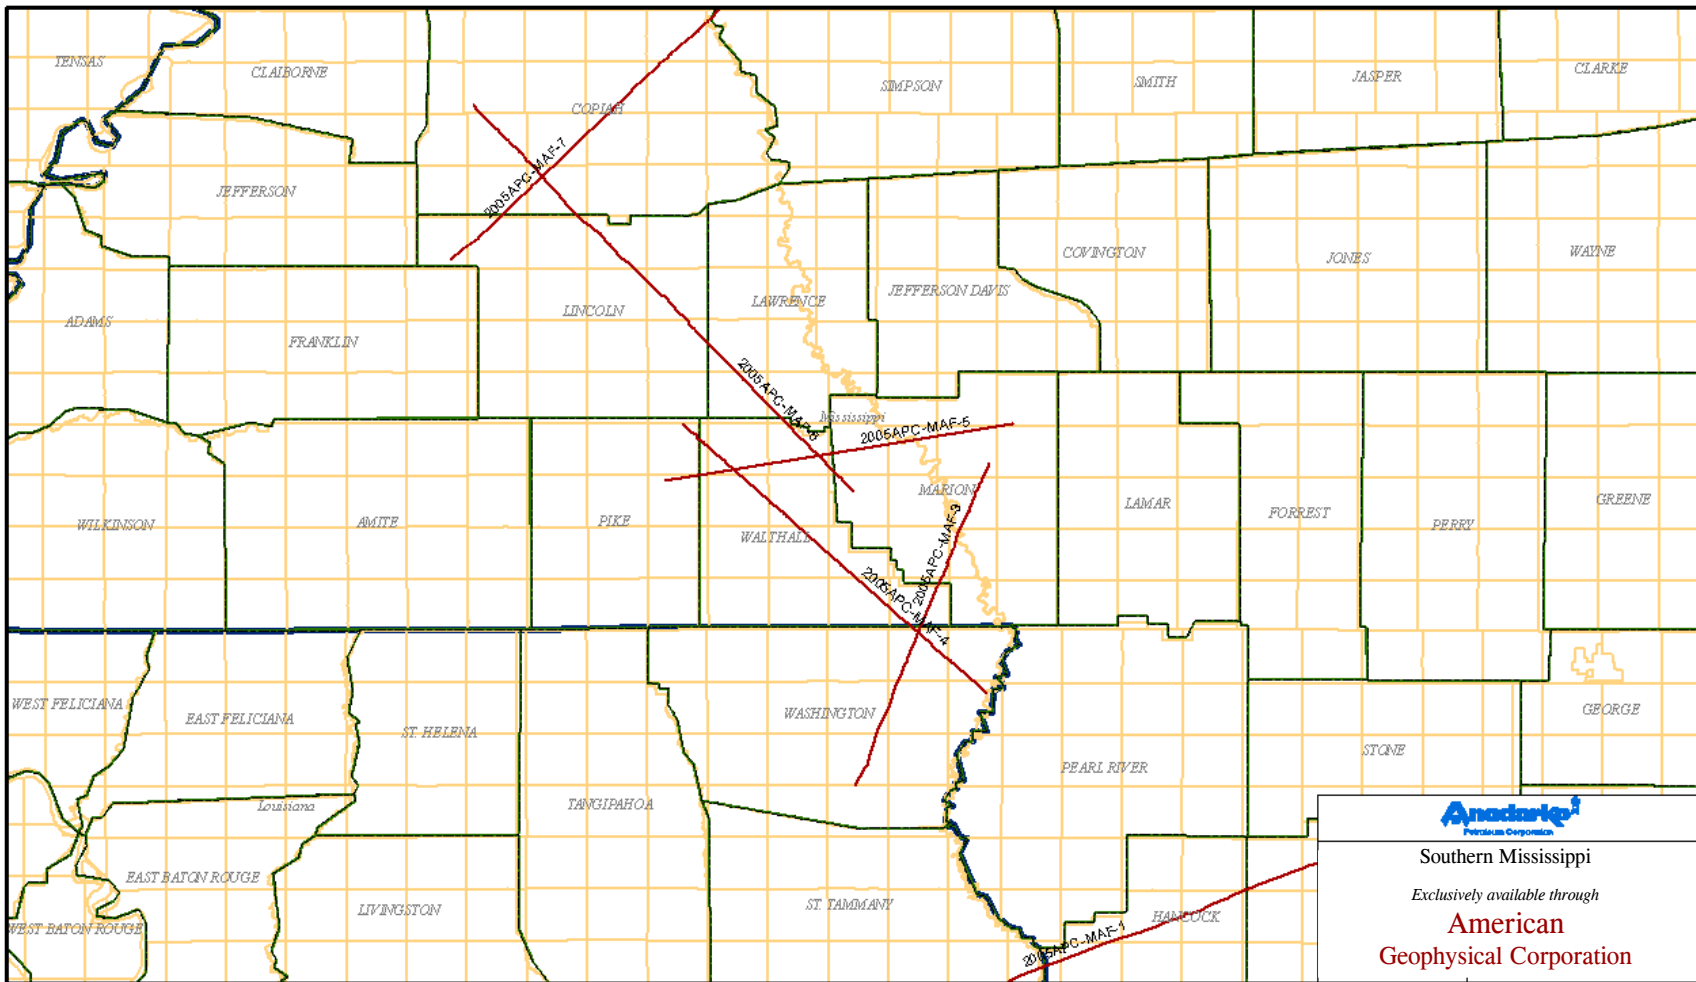 TENSAS
CLAIBORNE
COPIAH
SIMPSON
SMITH
JASPER
CLARKE
2005APC-MAF-7
JEFFERSON
COVINGTON
JONES
WAYNE
ADAMS
FRANKLIN
LINCOLN
LAWRENCE
JEFFERSON DAVIS
2005APC-MAF-6
Mississippi
2005APC-MAF-5
WILKINSON
AMITE
PIKE
WALTHALL
MARION
LAMAR
FORREST
PERRY
GREENE
2005APC-MAF-3
2005APC-MAF-4
WEST FELICIANA
EAST FELICIANA
ST. HELENA
WASHINGTON
PEARL RIVER
STONE
GEORGE
Louisiana
TANGIPAHOA
EAST BATON ROUGE
WEST BATON ROUGE
LIVINGSTON
ST. TAMMANY
HANCOCK
2005APC-MAF-1
Anadarko
Petroleum Corporation
Southern Mississippi
Exclusively available through
American
Geophysical Corporation